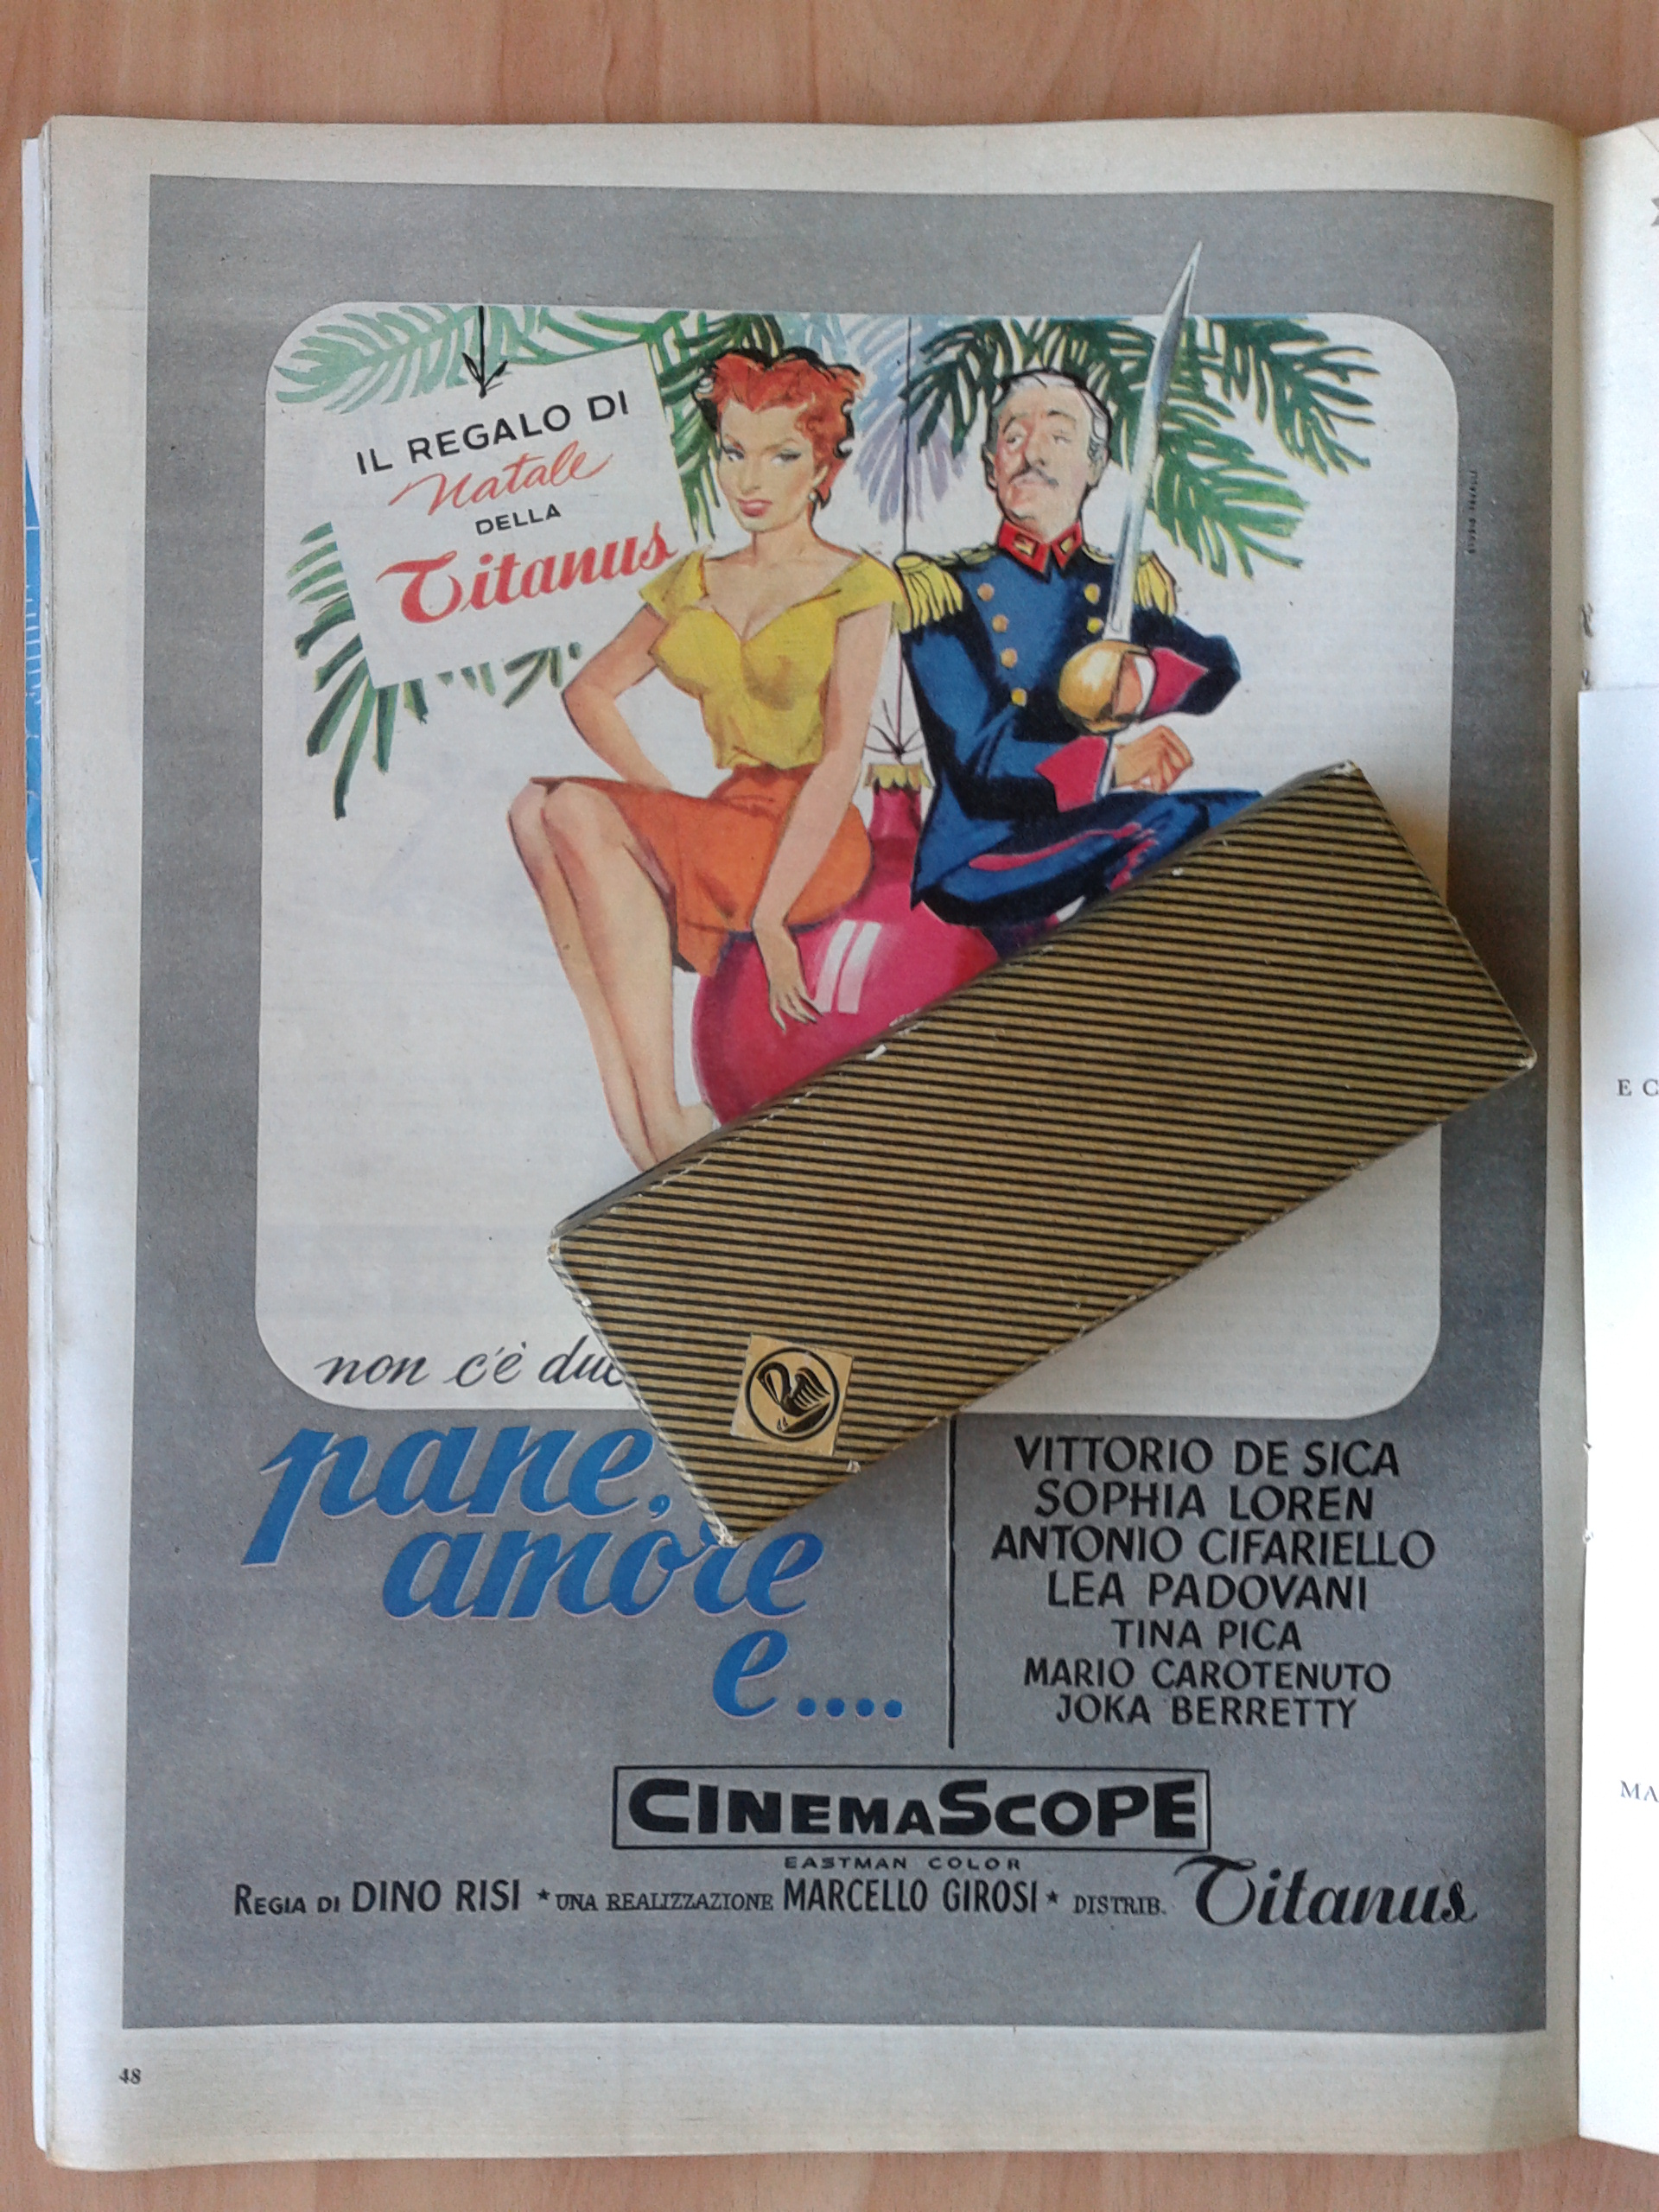 IL REGALO DI
Natale
DELLA
Titanus
non c'è due
pane,
amore
e....
VITTORIO DE SICA
SOPHIA LOREN
ANTONIO CIFARIELLO
LEA PADOVANI
TINA PICA
MARIO CAROTENUTO
JOKA BERRETTY
CINEMASCOPE
EASTMAN COLOR
REGIA DI DINO RISI * UNA REALIZZAZIONE MARCELLO GIROSI * DISTRIB. Titanus
48
E C
MA